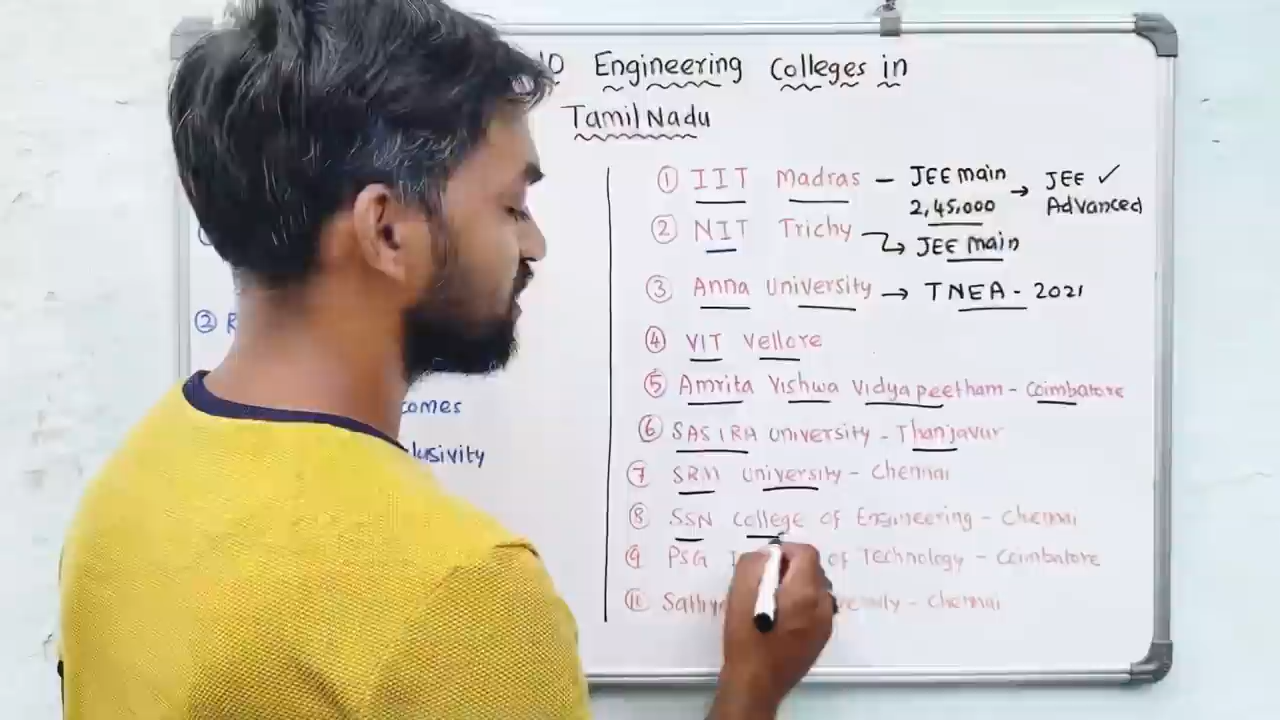 10 Engineering Colleges in
Tamil Nadu
① IIT Madras – JEE main 2,45,000 → JEE ✓ Advanced
② NIT Trichy → JEE main
③ Anna University → TNEA - 2021
④ VIT Vellore
⑤ Amrita Vishwa Vidyapeetham - Coimbatore
⑥ SASTRA University - Thanjavur
⑦ SRM University - Chennai
⑧ SSN College of Engineering - Chennai
⑨ PSG of Technology - Coimbatore
⑩ - Chennai
②
comes
lusivity